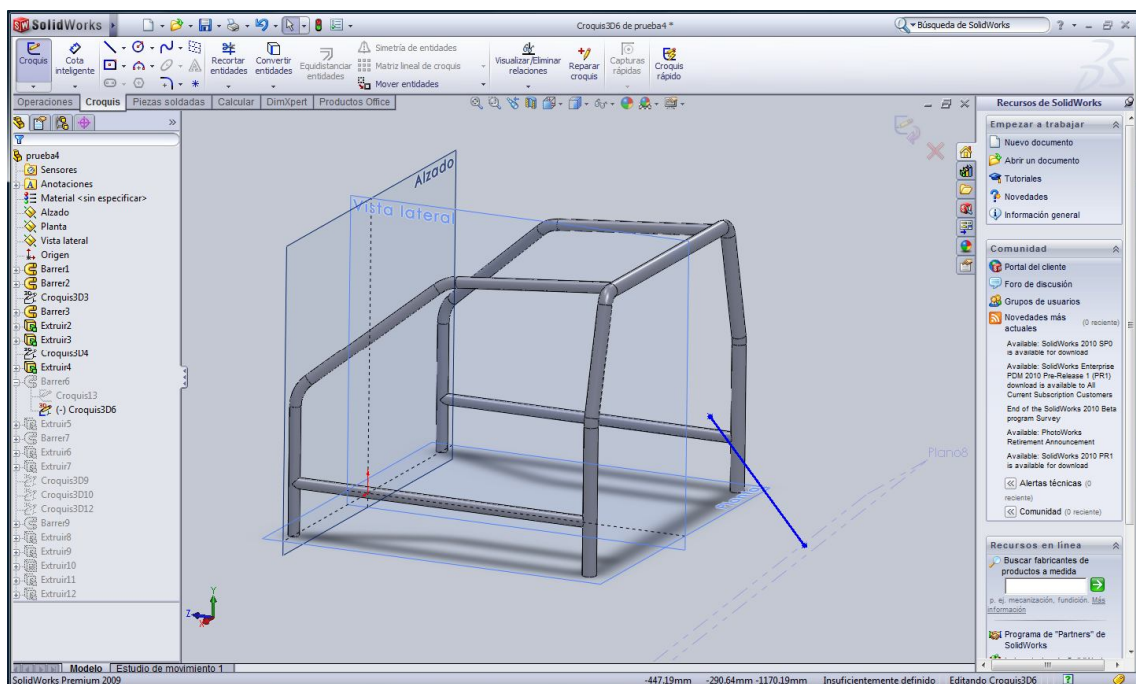 SolidWorks
Croquis3D6 de prueba4 *
Búsqueda de SolidWorks
Croquis
Cota inteligente
Recortar entidades
Convertir entidades
Equidistanciar entidades
Simetría de entidades
Matriz lineal de croquis
Mover entidades
Visualizar/Eliminar relaciones
Reparar croquis
Capturas rápidas
Croquis rápido
Operaciones
Croquis
Piezas soldadas
Calcular
DimXpert
Productos Office
prueba4
Sensores
Anotaciones
Material <sin especificar>
Alzado
Planta
Vista lateral
Origen
Barrer1
Barrer2
Croquis3D3
Barrer3
Extruir2
Extruir3
Croquis3D4
Extruir4
Barrer6
Croquis13
(-) Croquis3D6
Extruir5
Barrer7
Extruir6
Extruir7
Croquis3D9
Croquis3D10
Croquis3D12
Barrer9
Extruir8
Extruir9
Extruir10
Extruir11
Extruir12
Alzado
Vista lateral
Plano8
Z
Y
X
Recursos de SolidWorks
Empezar a trabajar
Nuevo documento
Abrir un documento
Tutoriales
Novedades
Información general
Comunidad
Portal del cliente
Foro de discusión
Grupos de usuarios
Novedades más (0 reciente)
actuales
Available: SolidWorks 2010 SP0
is available for download
Available: SolidWorks Enterprise
PDM 2010 Pre-Release 1 (PR1)
download is available to All
Current Subscription Customers
End of the SolidWorks 2010 Beta
program Survey
Available: PhotoWorks
Retirement Announcement
Available: SolidWorks 2010 PR1
is available for download
Alertas técnicas (0
reciente)
Comunidad (0 reciente)
Recursos en línea
Buscar fabricantes de
productos a medida
p. ej. mecanización, fundición. Más
información
Programa de "Partners" de
SolidWorks
Modelo
Estudio de movimiento 1
SolidWorks Premium 2009
-447.19mm -290.64mm -1170.19mm Insuficientemente definido Editando Croquis3D6